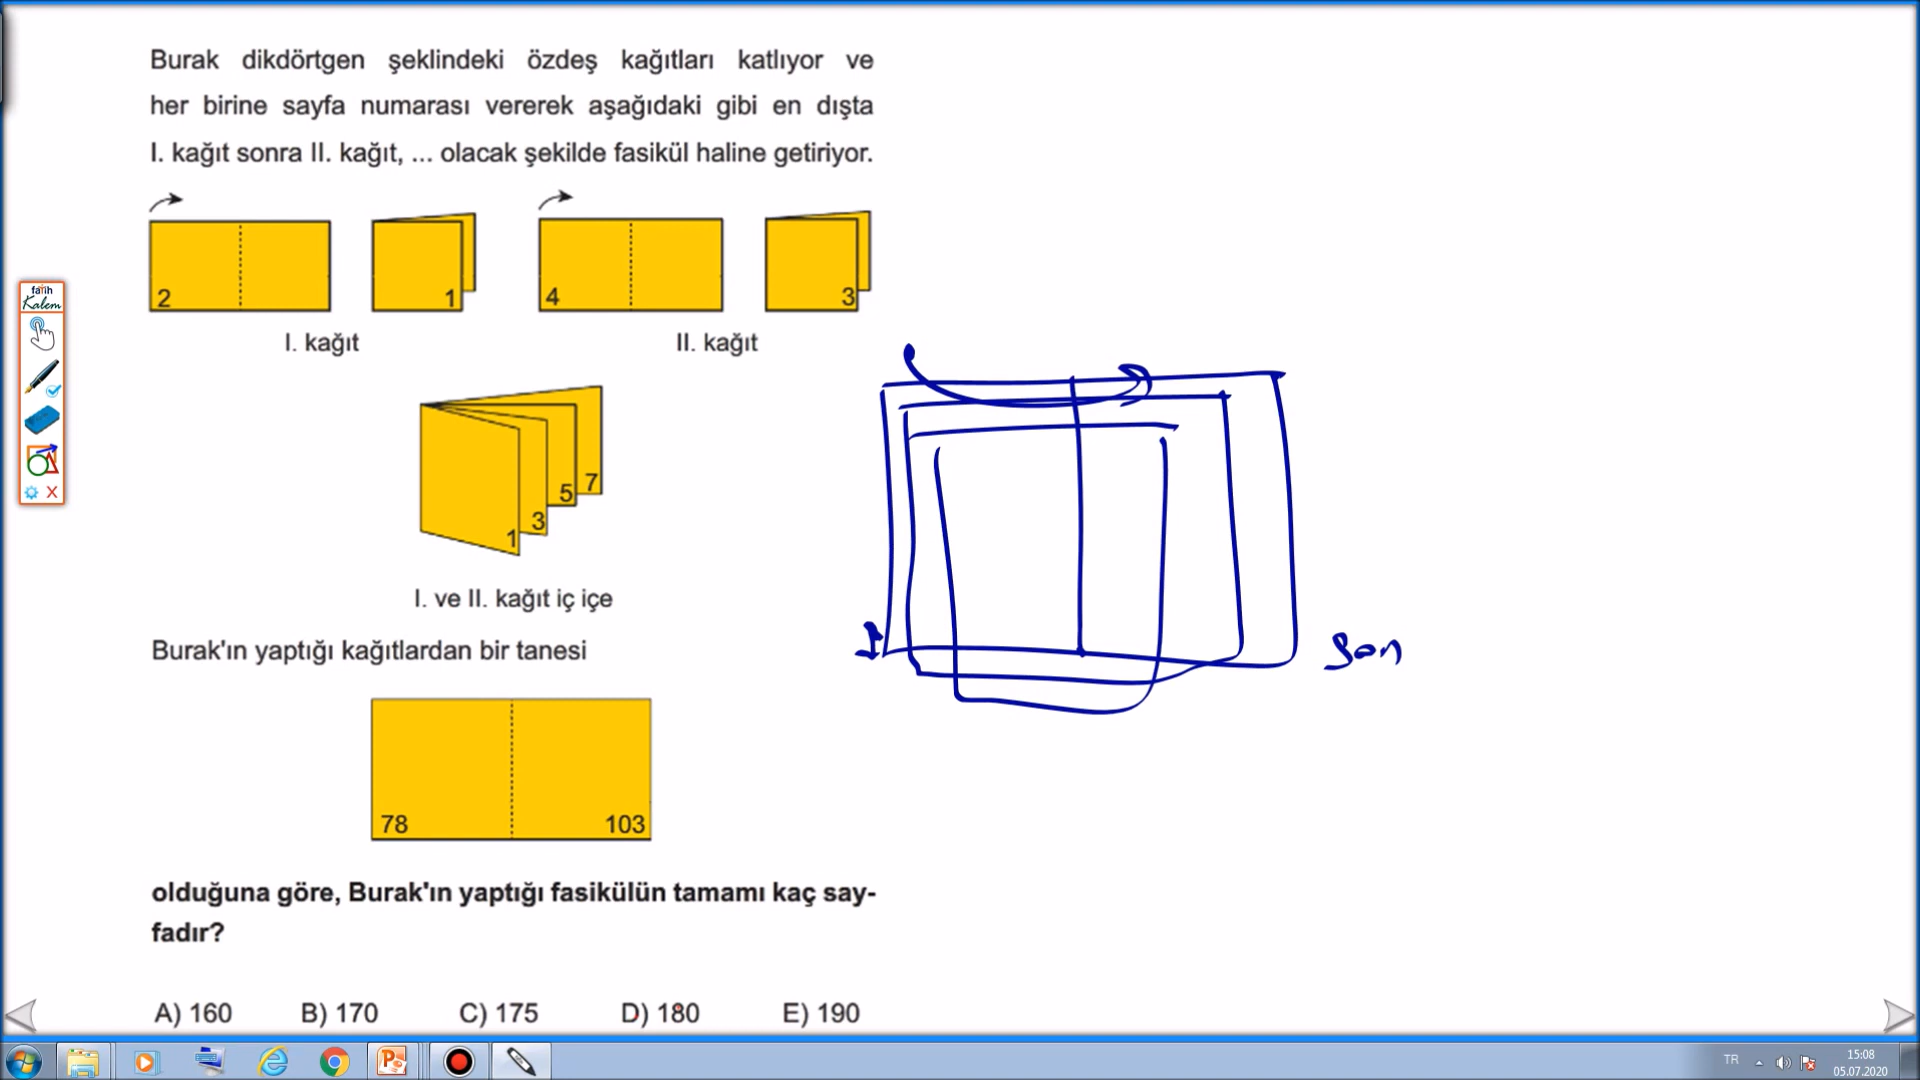 Burak dikdörtgen şeklindeki özdeş kağıtları katlıyor ve
her birine sayfa numarası vererek aşağıdaki gibi en dışta
I. kağıt sonra II. kağıt, ... olacak şekilde fasikül haline getiriyor.
2
1
4
3
I. kağıt
II. kağıt
1
3
5
7
I. ve II. kağıt iç içe
Burak'ın yaptığı kağıtlardan bir tanesi
78
103
olduğuna göre, Burak'ın yaptığı fasikülün tamamı kaç say-
fadır?
A) 160
B) 170
C) 175
D) 180
E) 190
1
Son
fatih
Kalem
TR
15:08
05.07.2020